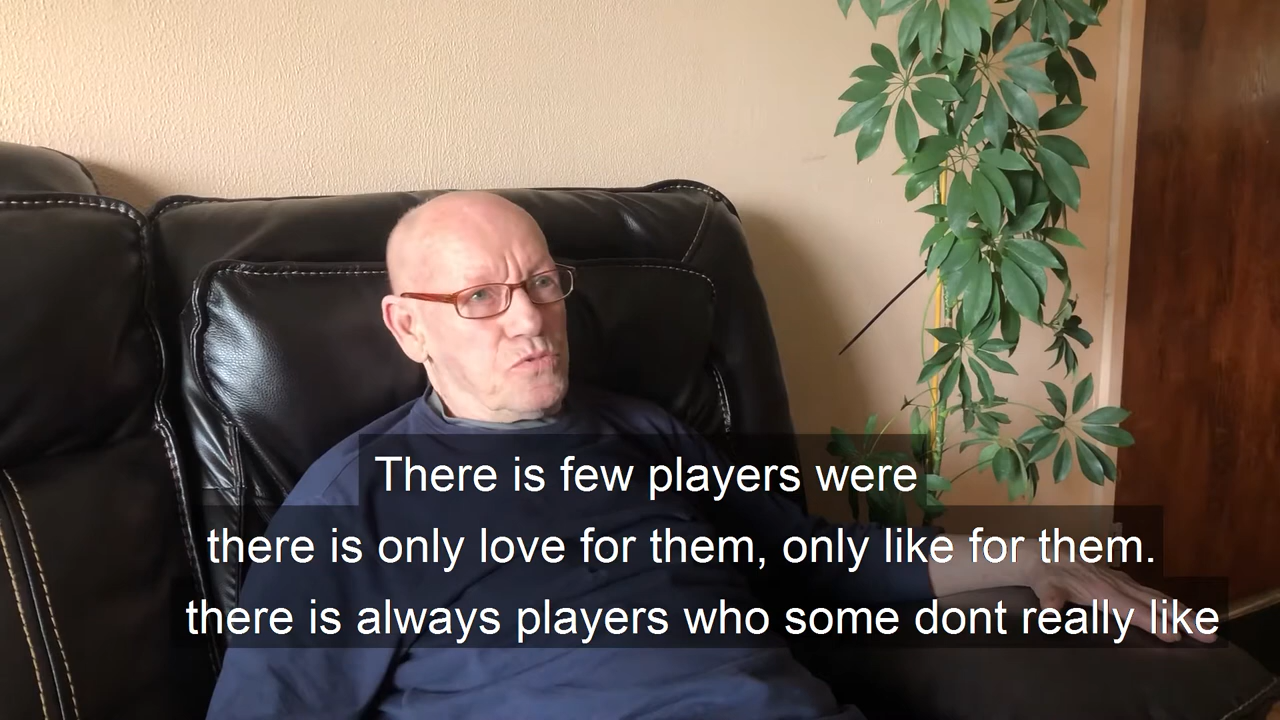 There is few players were
there is only love for them, only like for them.
there is always players who some dont really like